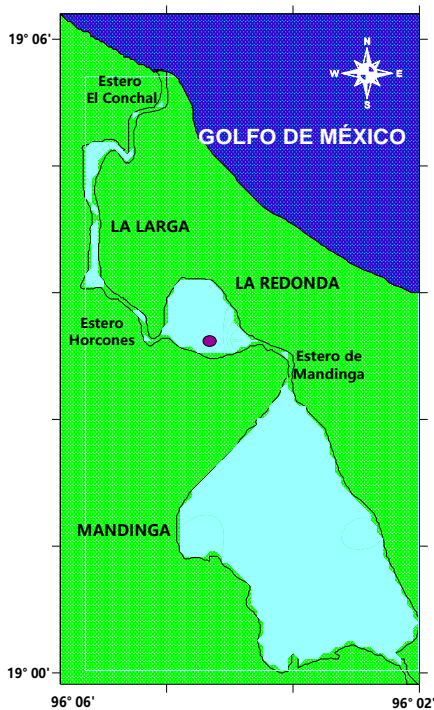 19° 06'
N
W E
S
Estero
El Conchal
GOLFO DE MÉXICO
LA LARGA
LA REDONDA
Estero
Horcones
Estero de
Mandinga
MANDINGA
19° 00'
96° 06'
96° 02'